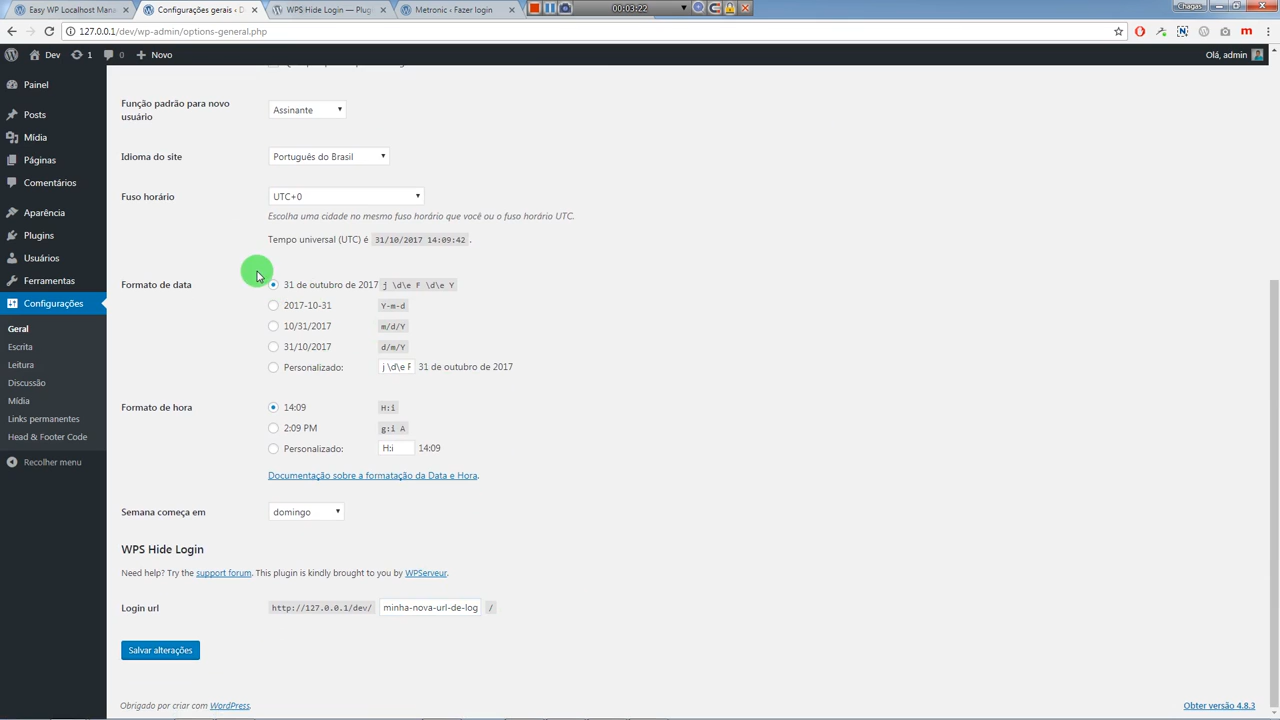 Easy WP Localhost Mana
Configurações gerais ‹ D
WPS Hide Login — Plugi
Metronic ‹ Fazer login
00:03:22
Chagas
127.0.0.1/dev/wp-admin/options-general.php
Dev
1
0
Novo
Olá, admin
Painel
Posts
Mídia
Páginas
Comentários
Aparência
Plugins
Usuários
Ferramentas
Configurações
Geral
Escrita
Leitura
Discussão
Mídia
Links permanentes
Head & Footer Code
Recolher menu
Função padrão para novo
usuário
Assinante
Idioma do site
Português do Brasil
Fuso horário
UTC+0
Escolha uma cidade no mesmo fuso horário que você ou o fuso horário UTC.
Tempo universal (UTC) é 31/10/2017 14:09:42.
Formato de data
31 de outubro de 2017 j \d\e F \d\e Y
2017-10-31 Y-m-d
10/31/2017 m/d/Y
31/10/2017 d/m/Y
Personalizado: j \d\e F 31 de outubro de 2017
Formato de hora
14:09 H:i
2:09 PM g:i A
Personalizado: H:i 14:09
Documentação sobre a formatação da Data e Hora.
Semana começa em
domingo
WPS Hide Login
Need help? Try the support forum. This plugin is kindly brought to you by WPServeur.
Login url
http://127.0.0.1/dev/ minha-nova-url-de-log /
Salvar alterações
Obrigado por criar com WordPress.
Obter versão 4.8.3